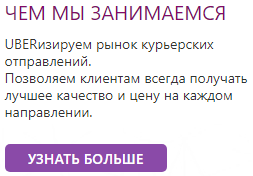 ЧЕМ МЫ ЗАНИМАЕМСЯ
UBERизируем рынок курьерских
отправлений.
Позволяем клиентам всегда получать
лучшее качество и цену на каждом
направлении.
УЗНАТЬ БОЛЬШЕ